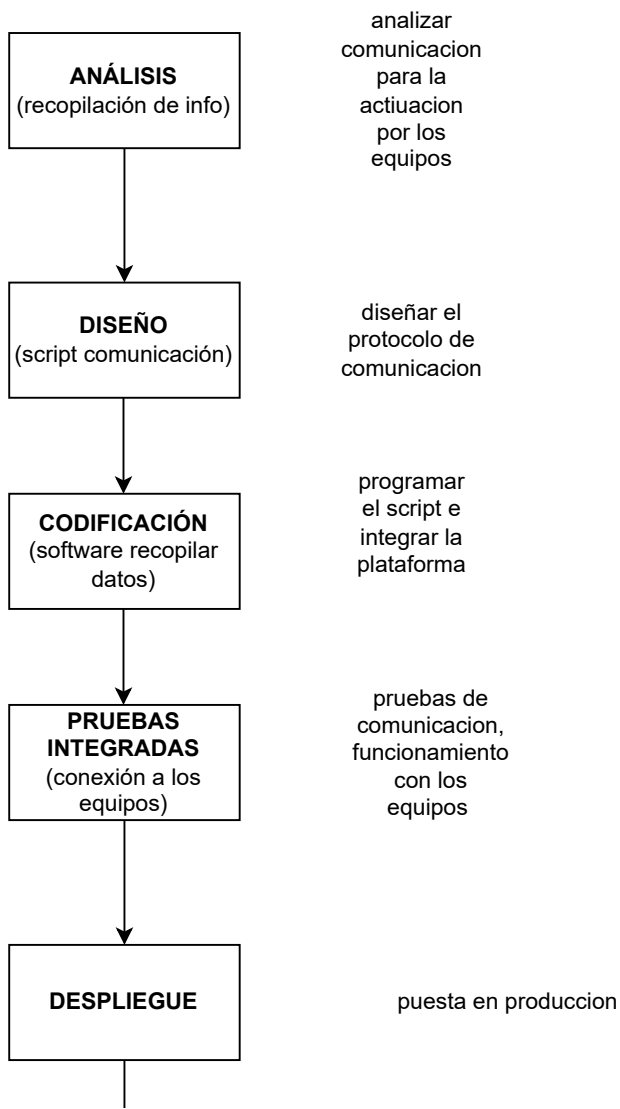 ANÁLISIS
(recopilación de info)
analizar
comunicacion
para la
actiuacion
por los
equipos
DISEÑO
(script comunicación)
diseñar el
protocolo de
comunicacion
CODIFICACIÓN
(software recopilar
datos)
programar
el script e
integrar la
plataforma
PRUEBAS
INTEGRADAS
(conexión a los
equipos)
pruebas de
comunicacion,
funcionamiento
con los
equipos
DESPLIEGUE
puesta en produccion